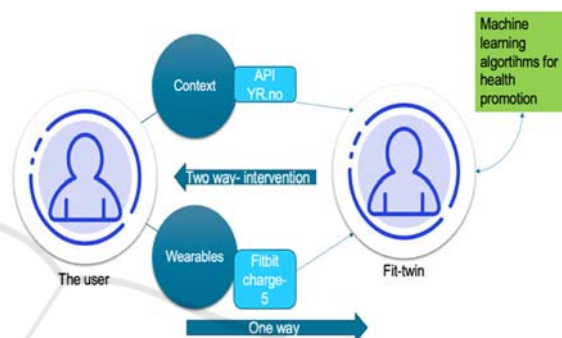 Machine
learning
algortihms for
health
promotion
Context
API
YR.no
Two way- intervention
The user
Fit-twin
Wearables
Fitbit
charge-
5
One way